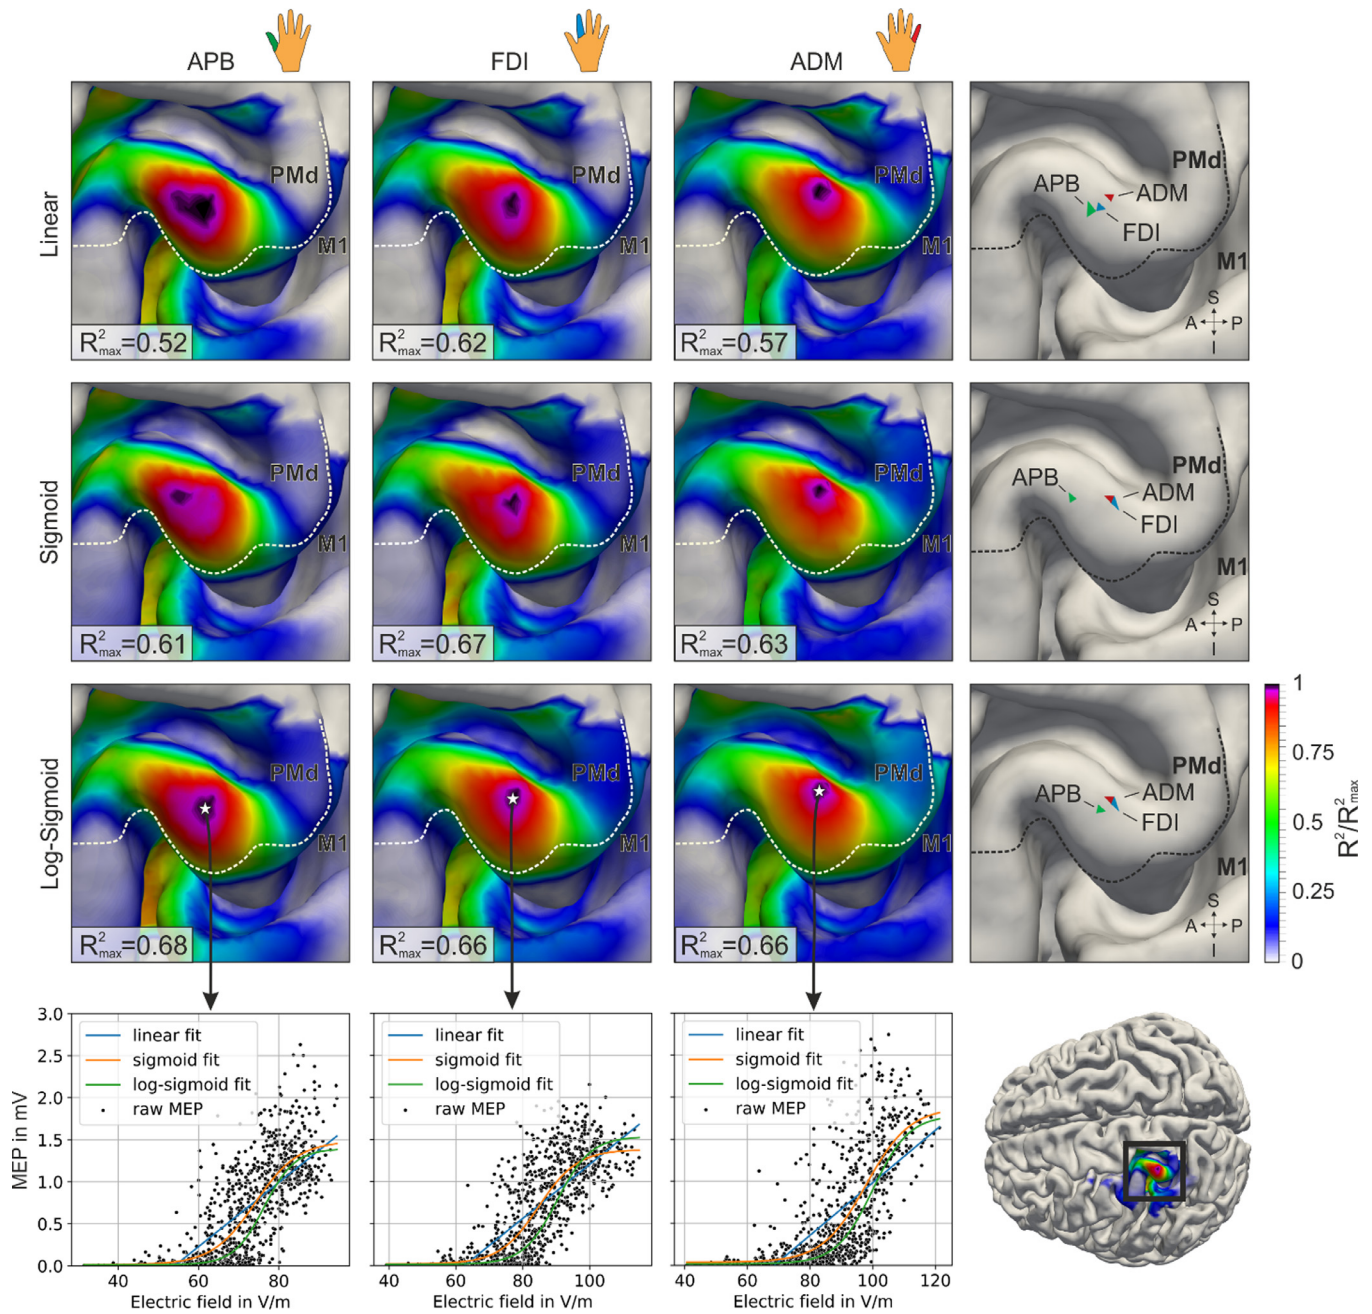 APB FDI ADM
Linear
PMd
M1
R²max=0.52
PMd
M1
R²max=0.62
PMd
M1
R²max=0.57
PMd
APB
ADM
FDI
M1
S
A P
I
Sigmoid
PMd
M1
R²max=0.61
PMd
M1
R²max=0.67
PMd
M1
R²max=0.63
PMd
APB
ADM
FDI
M1
S
A P
I
Log-Sigmoid
PMd
M1
R²max=0.68
PMd
M1
R²max=0.66
PMd
M1
R²max=0.66
PMd
APB
ADM
FDI
M1
S
A P
I
1
0.75
0.5
0.25
0
R²/R²max
MEP in mV
3.0
2.5
2.0
1.5
1.0
0.5
0.0
linear fit
sigmoid fit
log-sigmoid fit
raw MEP
40 60 80
Electric field in V/m
linear fit
sigmoid fit
log-sigmoid fit
raw MEP
40 60 80 100
Electric field in V/m
linear fit
sigmoid fit
log-sigmoid fit
raw MEP
40 60 80 100 120
Electric field in V/m